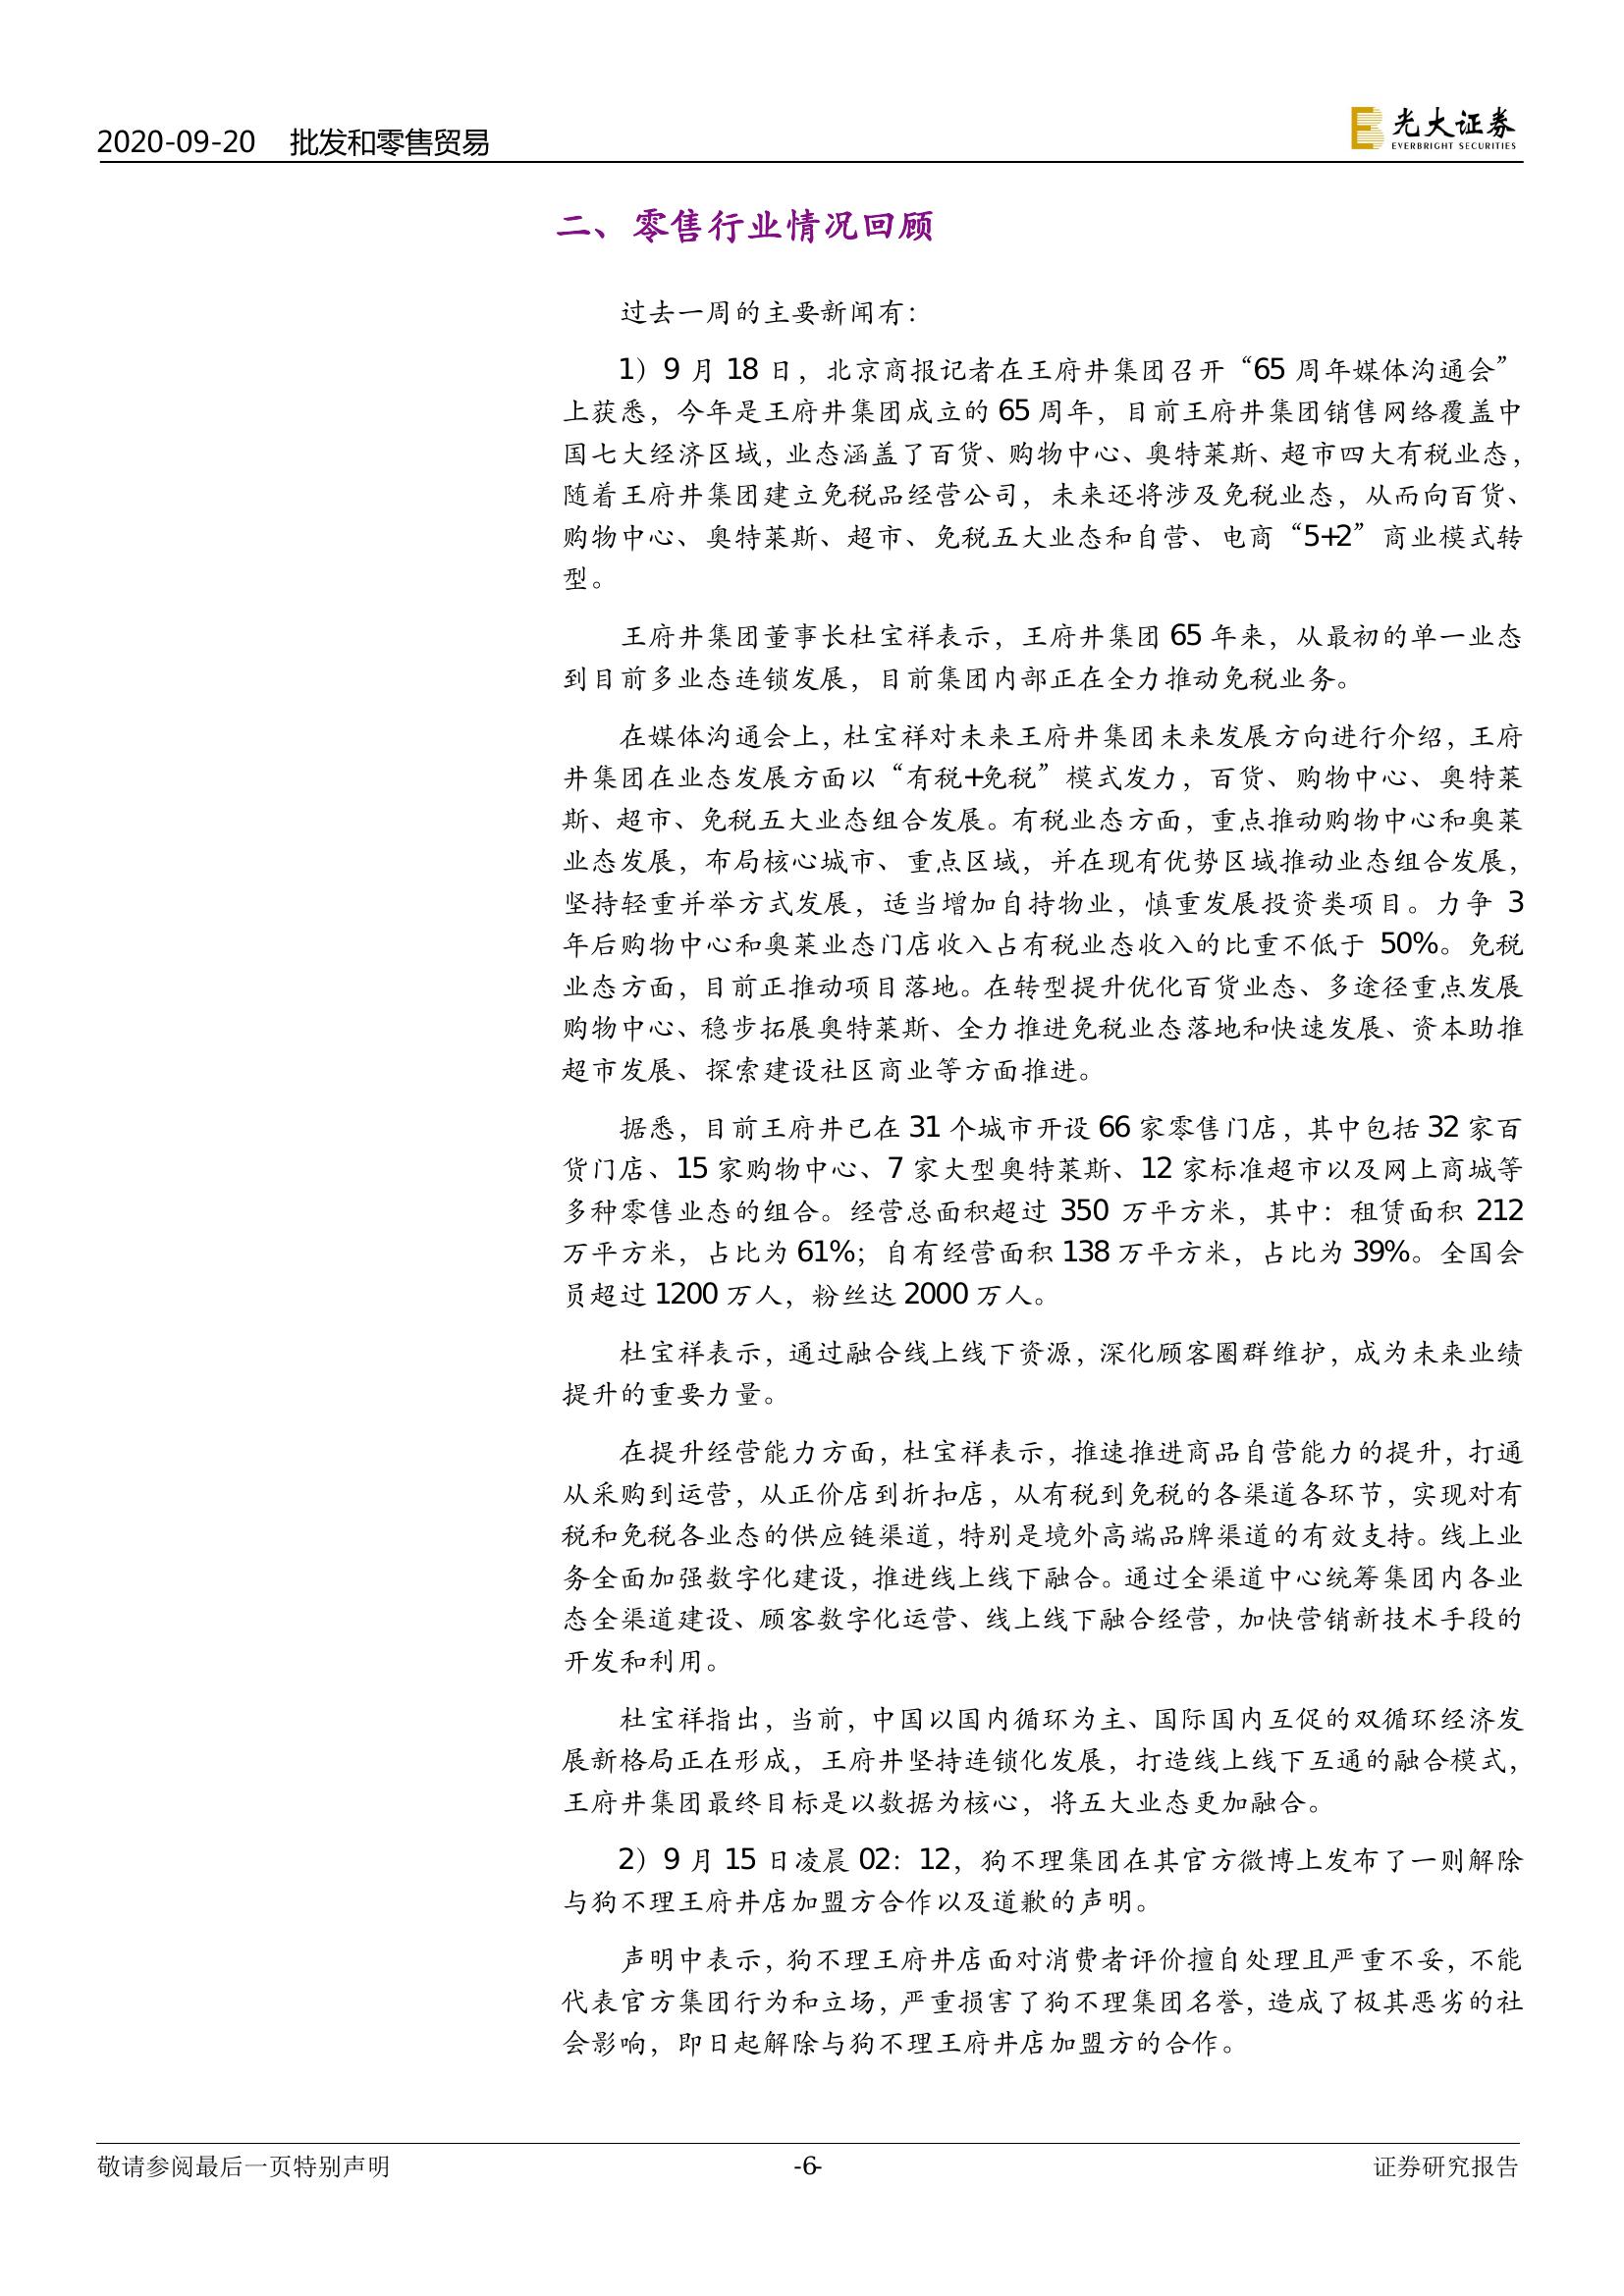 2020-09-20 批发和零售贸易
光大证券
EVERBRIGHT SECURITIES
二、零售行业情况回顾
过去一周的主要新闻有：
1）9 月 18 日，北京商报记者在王府井集团召开“65 周年媒体沟通会”
上获悉，今年是王府井集团成立的 65 周年，目前王府井集团销售网络覆盖中
国七大经济区域，业态涵盖了百货、购物中心、奥特莱斯、超市四大有税业态，
随着王府井集团建立免税品经营公司，未来还将涉及免税业态，从而向百货、
购物中心、奥特莱斯、超市、免税五大业态和自营、电商“5+2”商业模式转
型。
王府井集团董事长杜宝祥表示，王府井集团 65 年来，从最初的单一业态
到目前多业态连锁发展，目前集团内部正在全力推动免税业务。
在媒体沟通会上，杜宝祥对未来王府井集团未来发展方向进行介绍，王府
井集团在业态发展方面以“有税+免税”模式发力，百货、购物中心、奥特莱
斯、超市、免税五大业态组合发展。有税业态方面，重点推动购物中心和奥莱
业态发展，布局核心城市、重点区域，并在现有优势区域推动业态组合发展，
坚持轻重并举方式发展，适当增加自持物业，慎重发展投资类项目。力争 3
年后购物中心和奥莱业态门店收入占有税业态收入的比重不低于 50%。免税
业态方面，目前正推动项目落地。在转型提升优化百货业态、多途径重点发展
购物中心、稳步拓展奥特莱斯、全力推进免税业态落地和快速发展、资本助推
超市发展、探索建设社区商业等方面推进。
据悉，目前王府井已在 31 个城市开设 66 家零售门店，其中包括 32 家百
货门店、15 家购物中心、7 家大型奥特莱斯、12 家标准超市以及网上商城等
多种零售业态的组合。经营总面积超过 350 万平方米，其中：租赁面积 212
万平方米，占比为 61%；自有经营面积 138 万平方米，占比为 39%。全国会
员超过 1200 万人，粉丝达 2000 万人。
杜宝祥表示，通过融合线上线下资源，深化顾客圈群维护，成为未来业绩
提升的重要力量。
在提升经营能力方面，杜宝祥表示，推速推进商品自营能力的提升，打通
从采购到运营，从正价店到折扣店，从有税到免税的各渠道各环节，实现对有
税和免税各业态的供应链渠道，特别是境外高端品牌渠道的有效支持。线上业
务全面加强数字化建设，推进线上线下融合。通过全渠道中心统筹集团内各业
态全渠道建设、顾客数字化运营、线上线下融合经营，加快营销新技术手段的
开发和利用。
杜宝祥指出，当前，中国以国内循环为主、国际国内互促的双循环经济发
展新格局正在形成，王府井坚持连锁化发展，打造线上线下互通的融合模式，
王府井集团最终目标是以数据为核心，将五大业态更加融合。
2）9 月 15 日凌晨 02：12，狗不理集团在其官方微博上发布了一则解除
与狗不理王府井店加盟方合作以及道歉的声明。
声明中表示，狗不理王府井店面对消费者评价擅自处理且严重不妥，不能
代表官方集团行为和立场，严重损害了狗不理集团名誉，造成了极其恶劣的社
会影响，即日起解除与狗不理王府井店加盟方的合作。
敬请参阅最后一页特别声明
-6-
证券研究报告